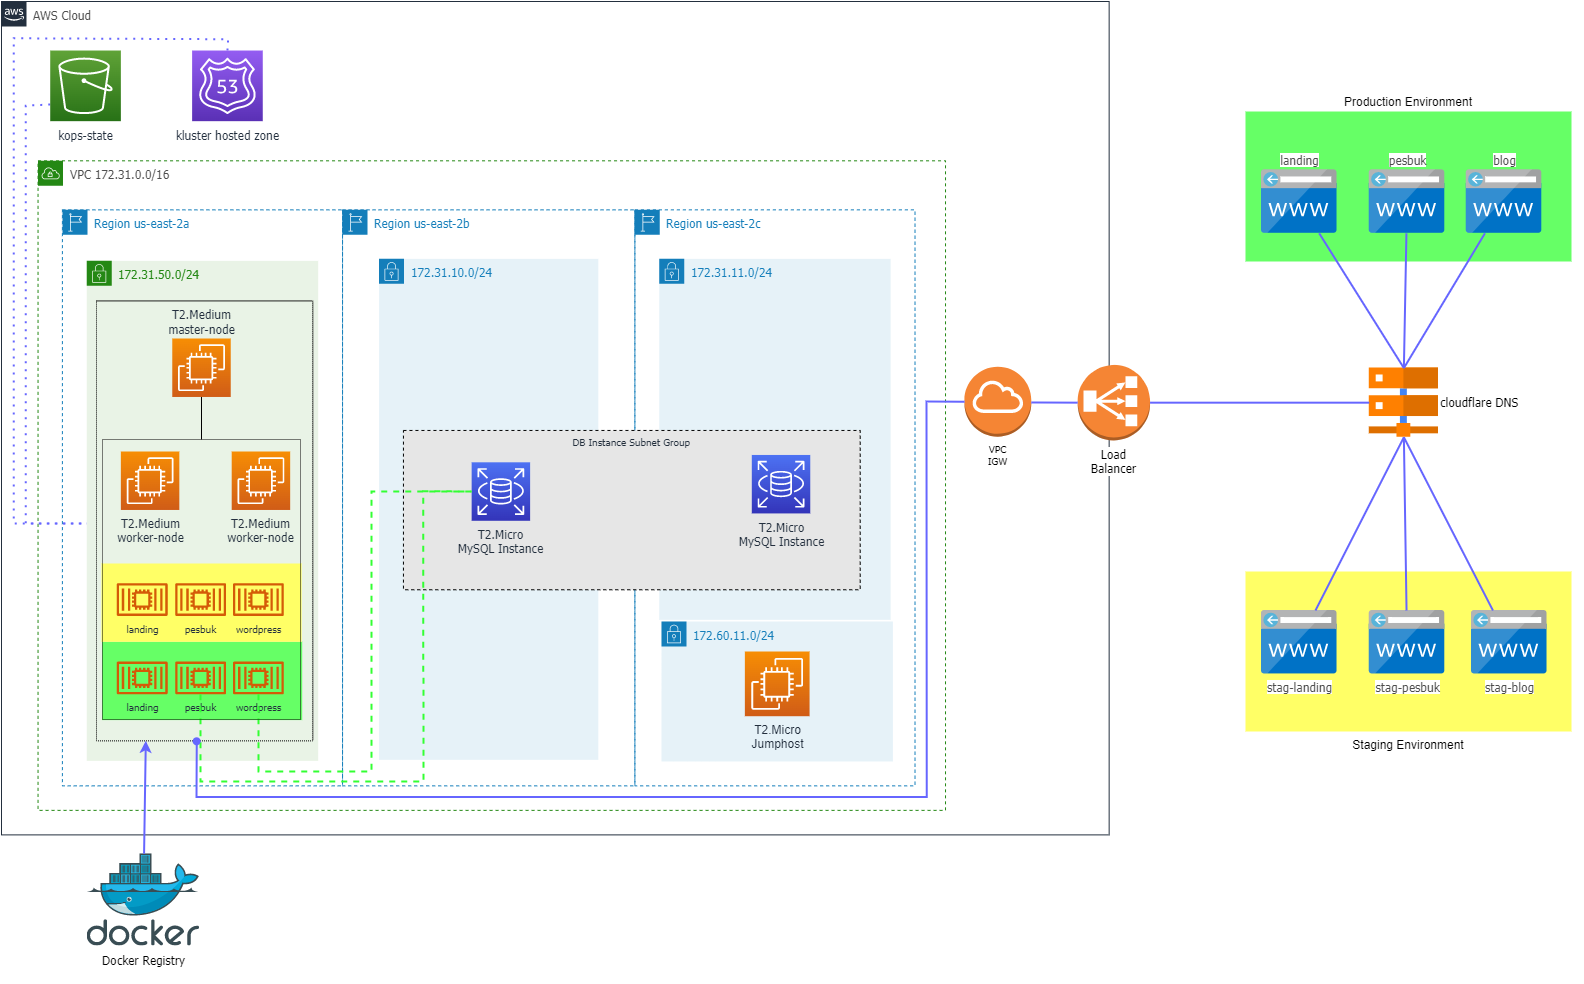 aws
AWS Cloud
53
kops-state
kluster hosted zone
VPC 172.31.0.0/16
Region us-east-2a
Region us-east-2b
Region us-east-2c
172.31.50.0/24
172.31.10.0/24
172.31.11.0/24
T2.Medium
master-node
T2.Medium
worker-node
T2.Medium
worker-node
landing
pesbuk
wordpress
landing
pesbuk
wordpress
DB Instance Subnet Group
T2.Micro
MySQL Instance
T2.Micro
MySQL Instance
172.60.11.0/24
T2.Micro
Jumphost
VPC
IGW
Load
Balancer
Production Environment
landing
pesbuk
blog
WWW
WWW
WWW
cloudflare DNS
WWW
WWW
WWW
stag-landing
stag-pesbuk
stag-blog
Staging Environment
docker
Docker Registry